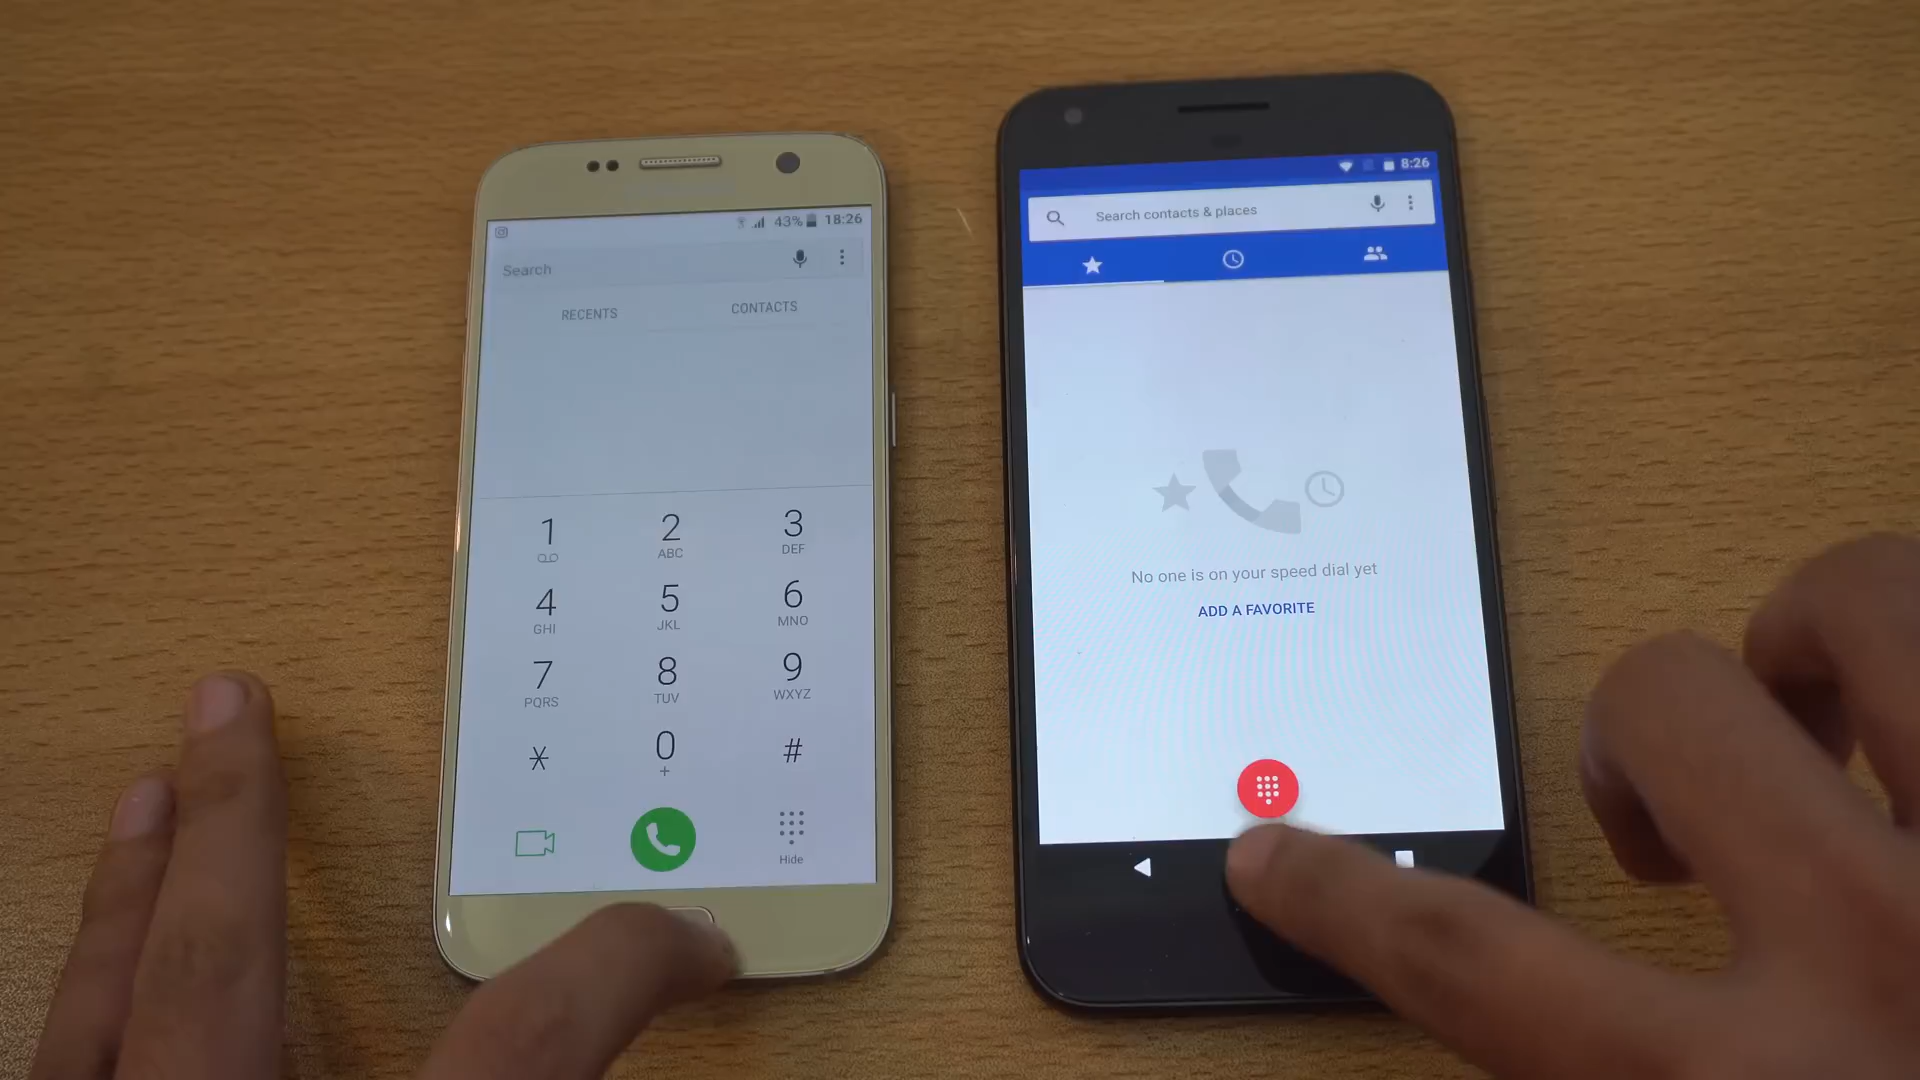 43% 18:26
Search
RECENTS CONTACTS
1 2 3
ABC DEF
4 5 6
GHI JKL MNO
7 8 9
PQRS TUV WXYZ
* 0 #
+
Hide
8:26
Search contacts & places
No one is on your speed dial yet
ADD A FAVORITE